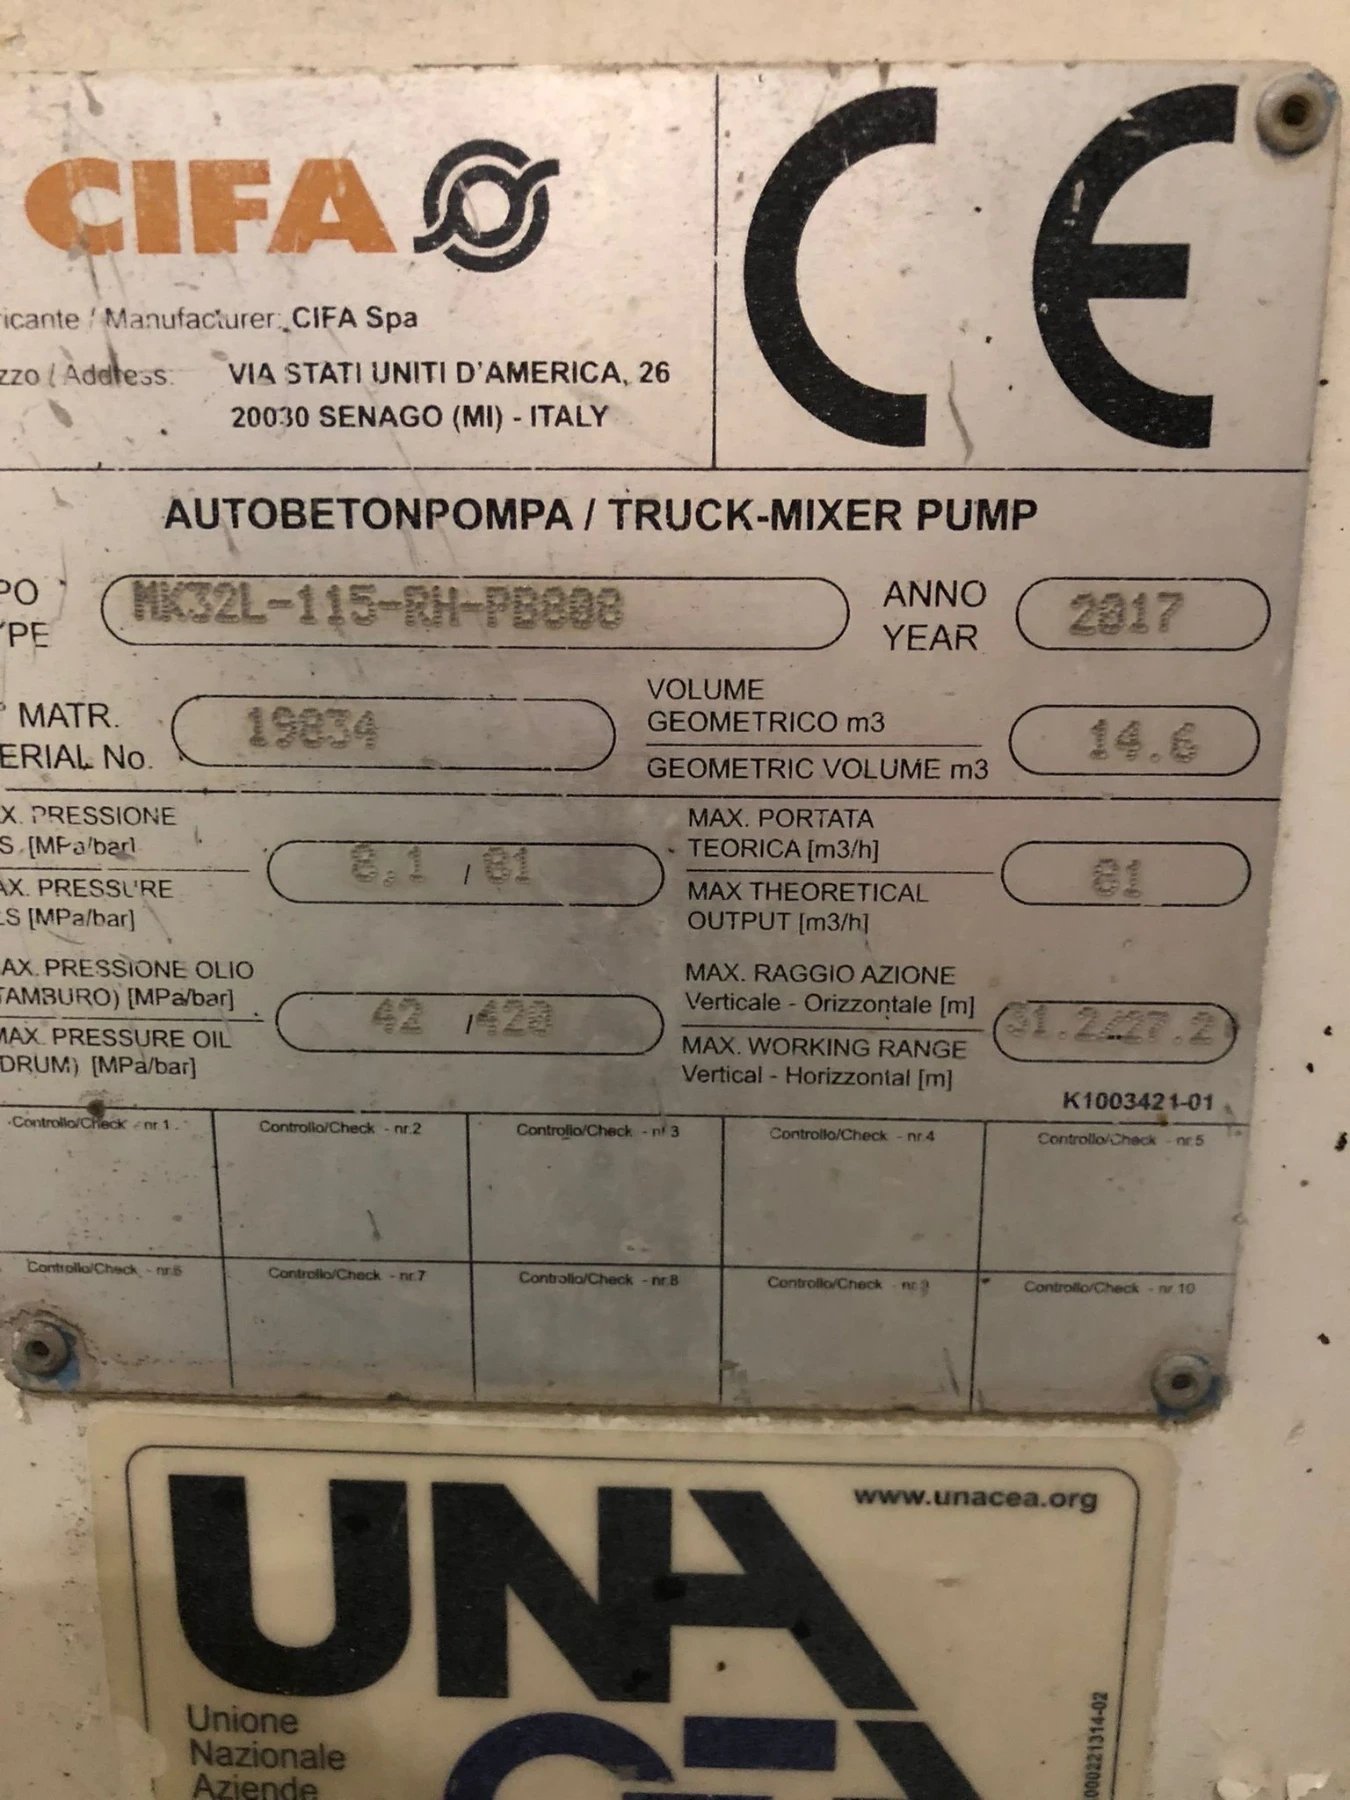 CIFA
CE
ricante / Manufacturer: CIFA Spa
zzo / Address: VIA STATI UNITI D'AMERICA, 26
20030 SENAGO (MI) - ITALY
AUTOBETONPOMPA / TRUCK-MIXER PUMP
PO
YPE
MK32L-115-RH-PB808
ANNO
YEAR
2017
MATR.
ERIAL No.
19834
VOLUME
GEOMETRICO m3
GEOMETRIC VOLUME m3
14.6
X. PRESSIONE
S [MPa/bar]
AX. PRESSURE
LS [MPa/bar]
8,1 / 81
MAX. PORTATA
TEORICA [m3/h]
MAX THEORETICAL
OUTPUT [m3/h]
81
AX. PRESSIONE OLIO
TAMBURO) [MPa/bar]
MAX. PRESSURE OIL
DRUM) [MPa/bar]
42 / 420
MAX. RAGGIO AZIONE
Verticale - Orizzontale [m]
MAX. WORKING RANGE
Vertical - Horizzontal [m]
31.2/27.2
K1003421-01
Controllo/Check - nr.1
Controllo/Check - nr.2
Controllo/Check - nr.3
Controllo/Check - nr.4
Controllo/Check - nr.5
Controllo/Check - nr.6
Controllo/Check - nr.7
Controllo/Check - nr.8
Controllo/Check - nr.9
Controllo/Check - nr.10
www.unacea.org
UNA
Unione
Nazionale
Aziende
000221314-02